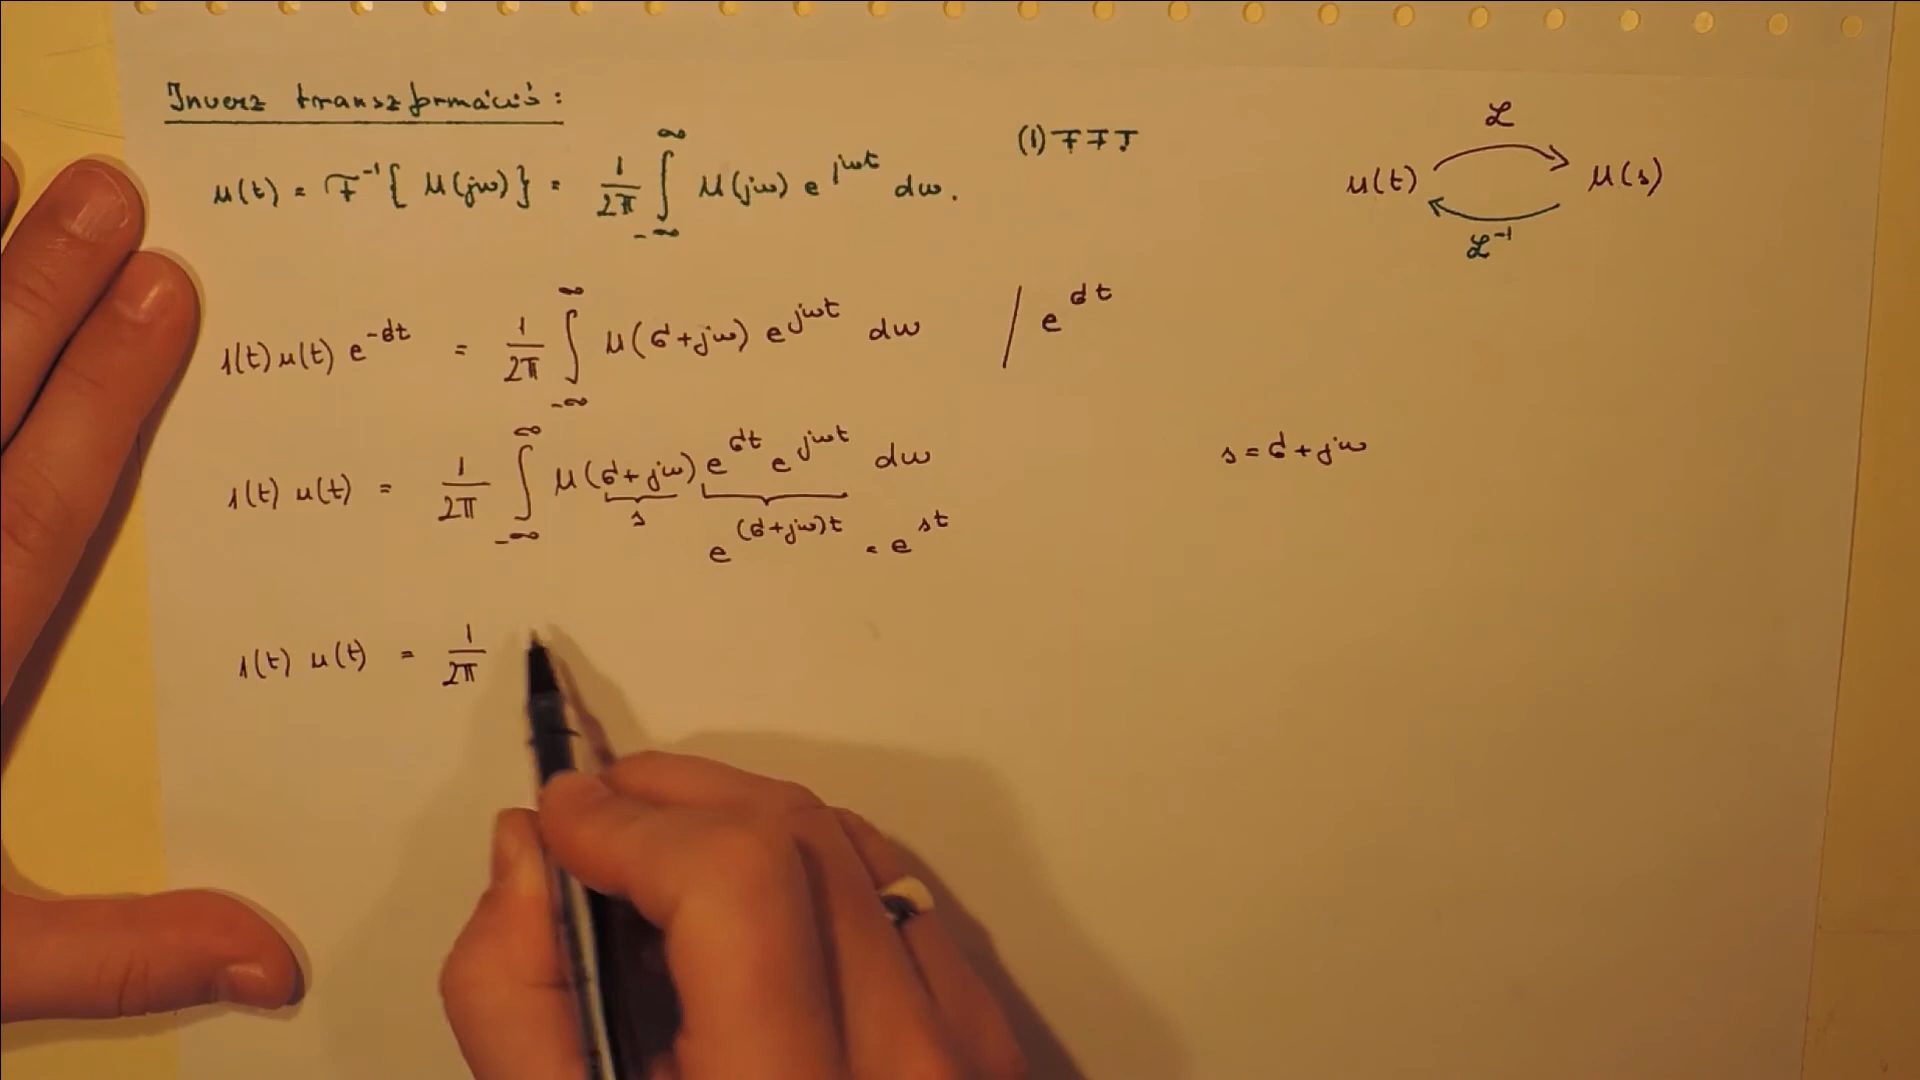 Inverz transzformáció:
u(t) = F⁻¹{ U(jω) } = 1/2π ∫_{-∞}^{∞} U(jω) e^{jωt} dω.
(I)FFT
ℒ
u(t) U(s)
ℒ⁻¹
1(t) u(t) e^{-σt} = 1/2π ∫_{-∞}^{∞} U(σ+jω) e^{jωt} dω / e^{σt}
1(t) u(t) = 1/2π ∫_{-∞}^{∞} U(σ+jω) e^{σt} e^{jωt} dω
s = σ+jω
s e^{(σ+jω)t} = e^{st}
1(t) u(t) = 1/2π